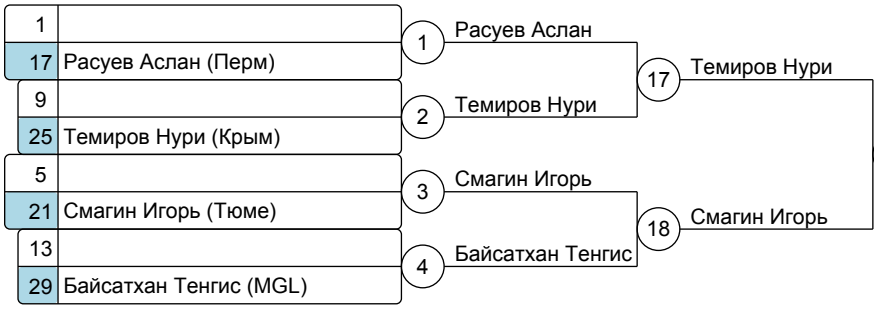 1
17 Расуев Аслан (Перм)
9
25 Темиров Нури (Крым)
5
21 Смагин Игорь (Тюме)
13
29 Байсатхан Тенгис (MGL)
1 Расуев Аслан
2 Темиров Нури
3 Смагин Игорь
4 Байсатхан Тенгис
17 Темиров Нури
18 Смагин Игорь